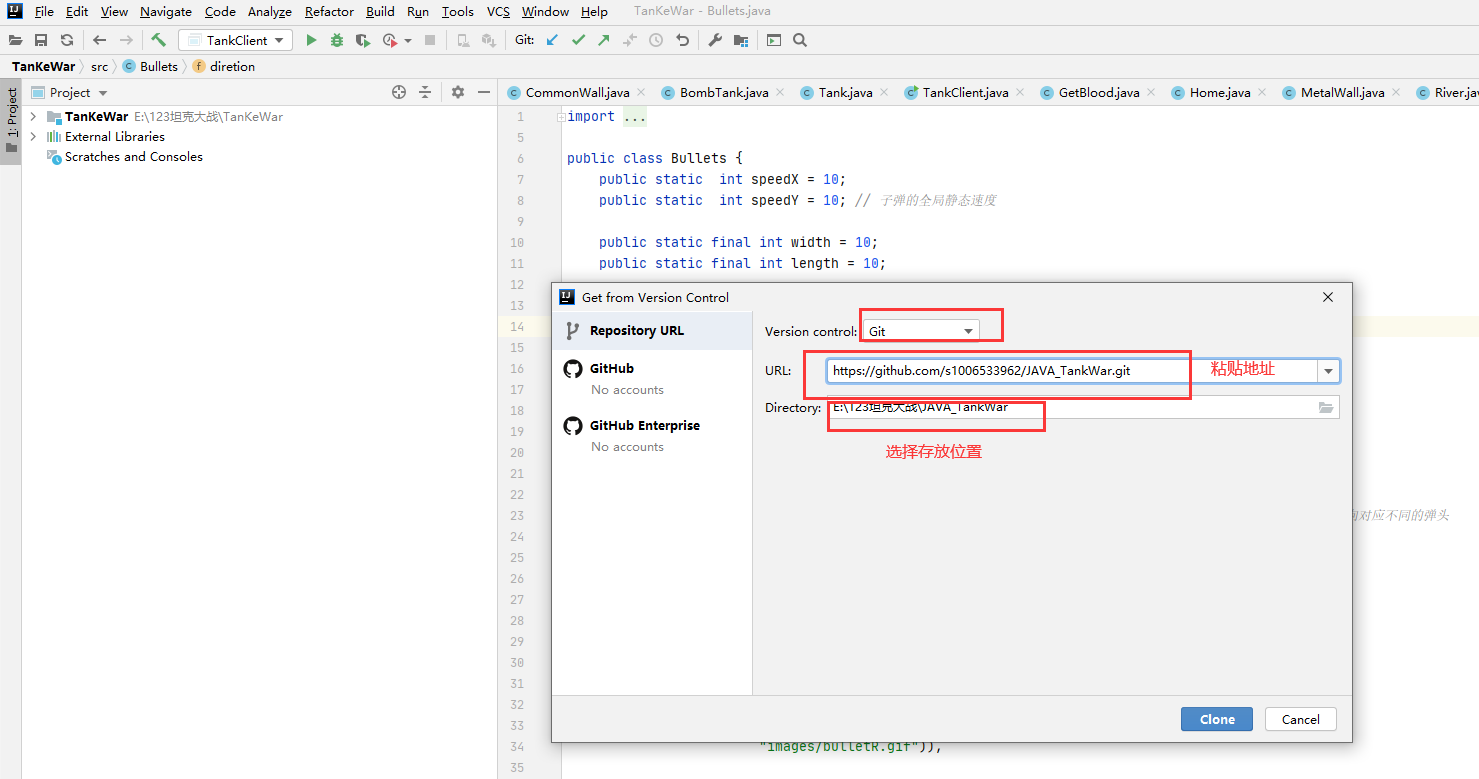 File Edit View Navigate Code Analyze Refactor Build Run Tools VCS Window Help TanKeWar - Bullets.java
TankClient Git:
TanKeWar src Bullets diretion
1: Project
Project
TanKeWar E:\123坦克大战\TanKeWar
External Libraries
Scratches and Consoles
CommonWall.java BombTank.java Tank.java TankClient.java GetBlood.java Home.java MetalWall.java River.jav
1 import ...
5
6 public class Bullets {
7 public static int speedX = 10;
8 public static int speedY = 10; // 子弹的全局静态速度
9
10 public static final int width = 10;
11 public static final int length = 10;
12
13
14
15
16
17
18
19
20
21
22
23 对应不同的弹头
24
25
26
27
28
29
30
31
32
33
34 "images/bulletR.gif")),
35
Get from Version Control
Repository URL
GitHub
No accounts
GitHub Enterprise
No accounts
Version control: Git
URL: https://github.com/s1006533962/JAVA_TankWar.git 粘贴地址
Directory: E:\123坦克大战\JAVA_TankWar
选择存放位置
Clone Cancel